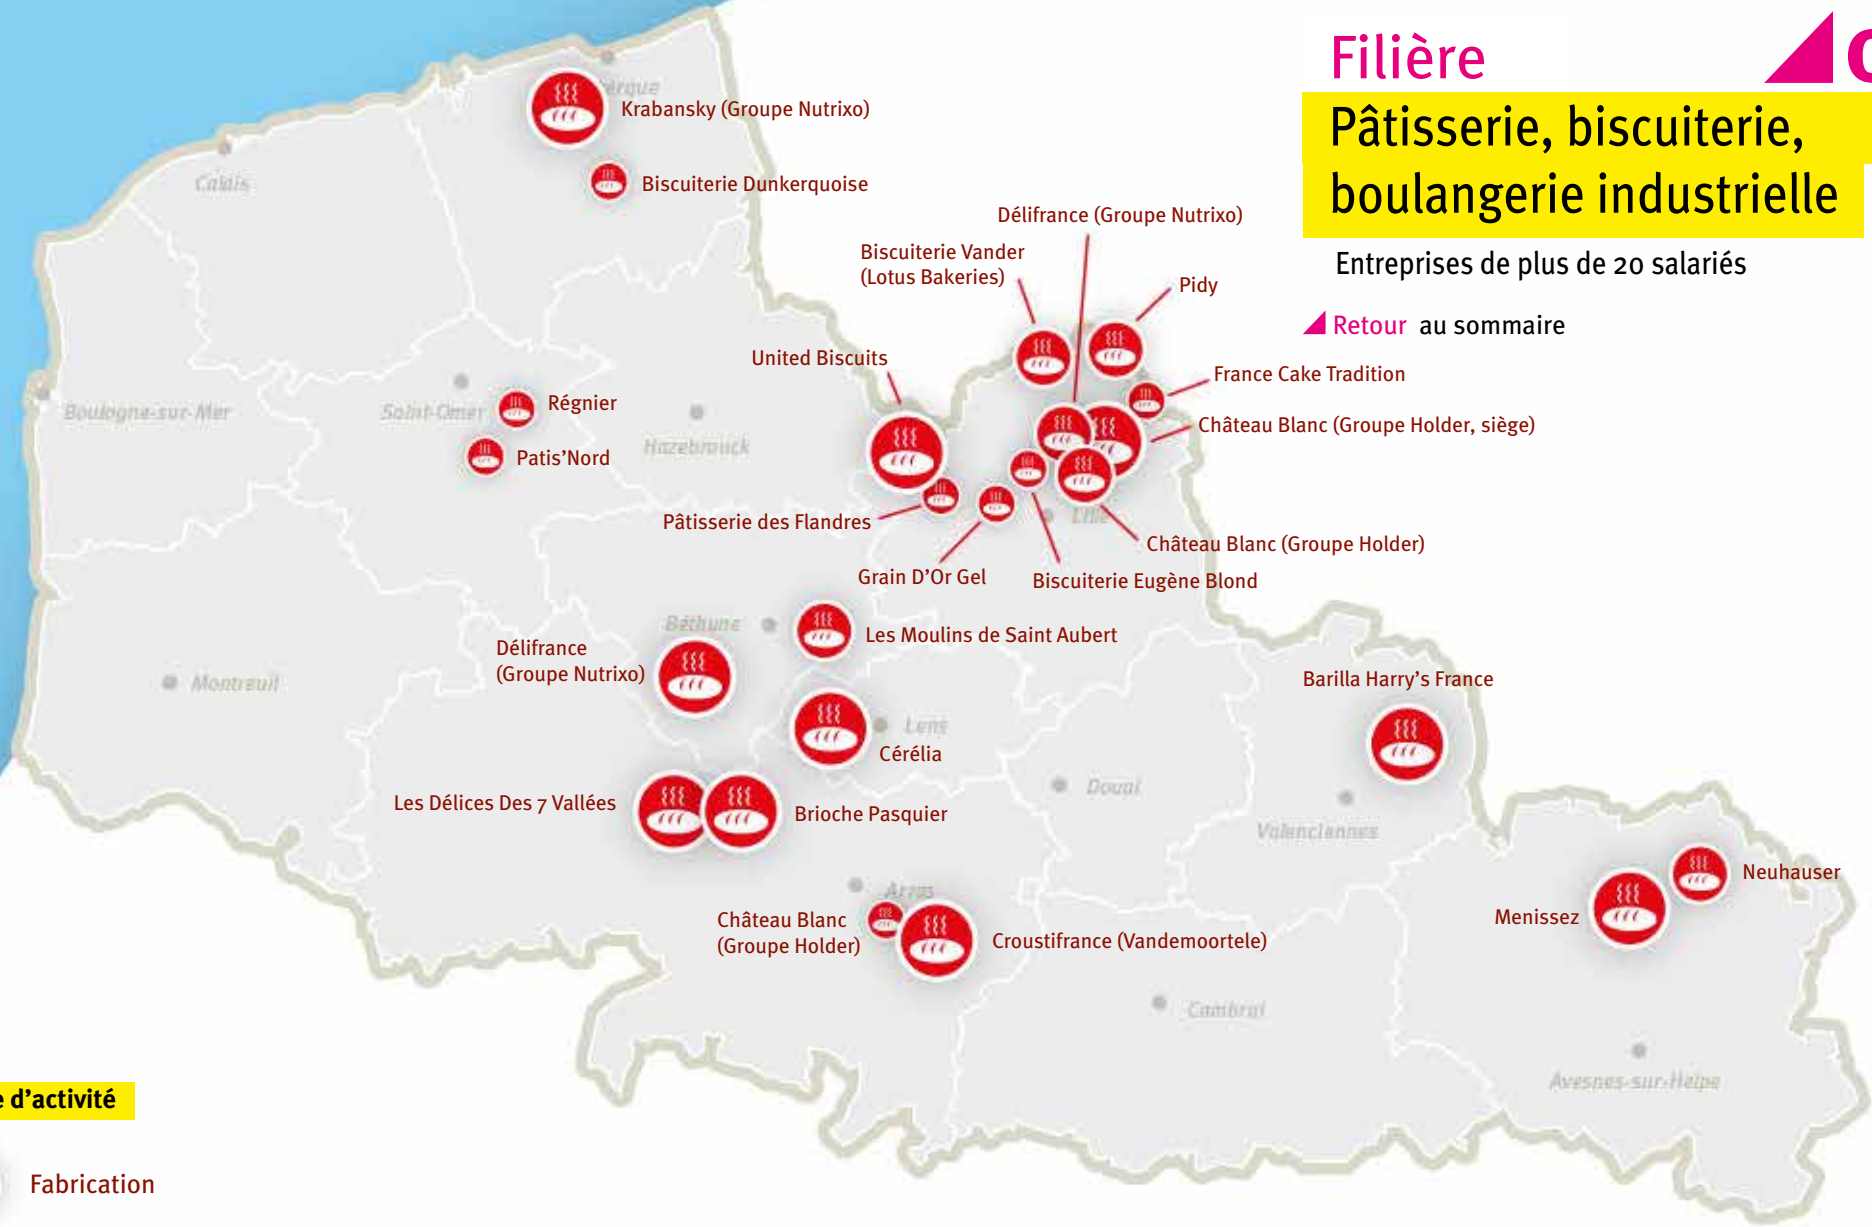 Filière
Pâtisserie, biscuiterie,
boulangerie industrielle
Entreprises de plus de 20 salariés
Retour au sommaire
Krabansky (Groupe Nutrixo)
Biscuiterie Dunkerquoise
Calais
Délifrance (Groupe Nutrixo)
Biscuiterie Vander
(Lotus Bakeries)
Pidy
United Biscuits
France Cake Tradition
Château Blanc (Groupe Holder, siège)
Boulogne-sur-Mer
Saint-Omer
Régnier
Patis'Nord
Hazebrouck
Pâtisserie des Flandres
Lille
Château Blanc (Groupe Holder)
Grain D'Or Gel
Biscuiterie Eugène Blond
Béthune
Les Moulins de Saint Aubert
Délifrance
(Groupe Nutrixo)
Montreuil
Barilla Harry's France
Lens
Cérélia
Les Délices Des 7 Vallées
Brioche Pasquier
Douai
Valenciennes
Neuhauser
Menissez
Arras
Château Blanc
(Groupe Holder)
Croustifrance (Vandemoortele)
Cambrai
Avesnes-sur-Helpe
d'activité
Fabrication